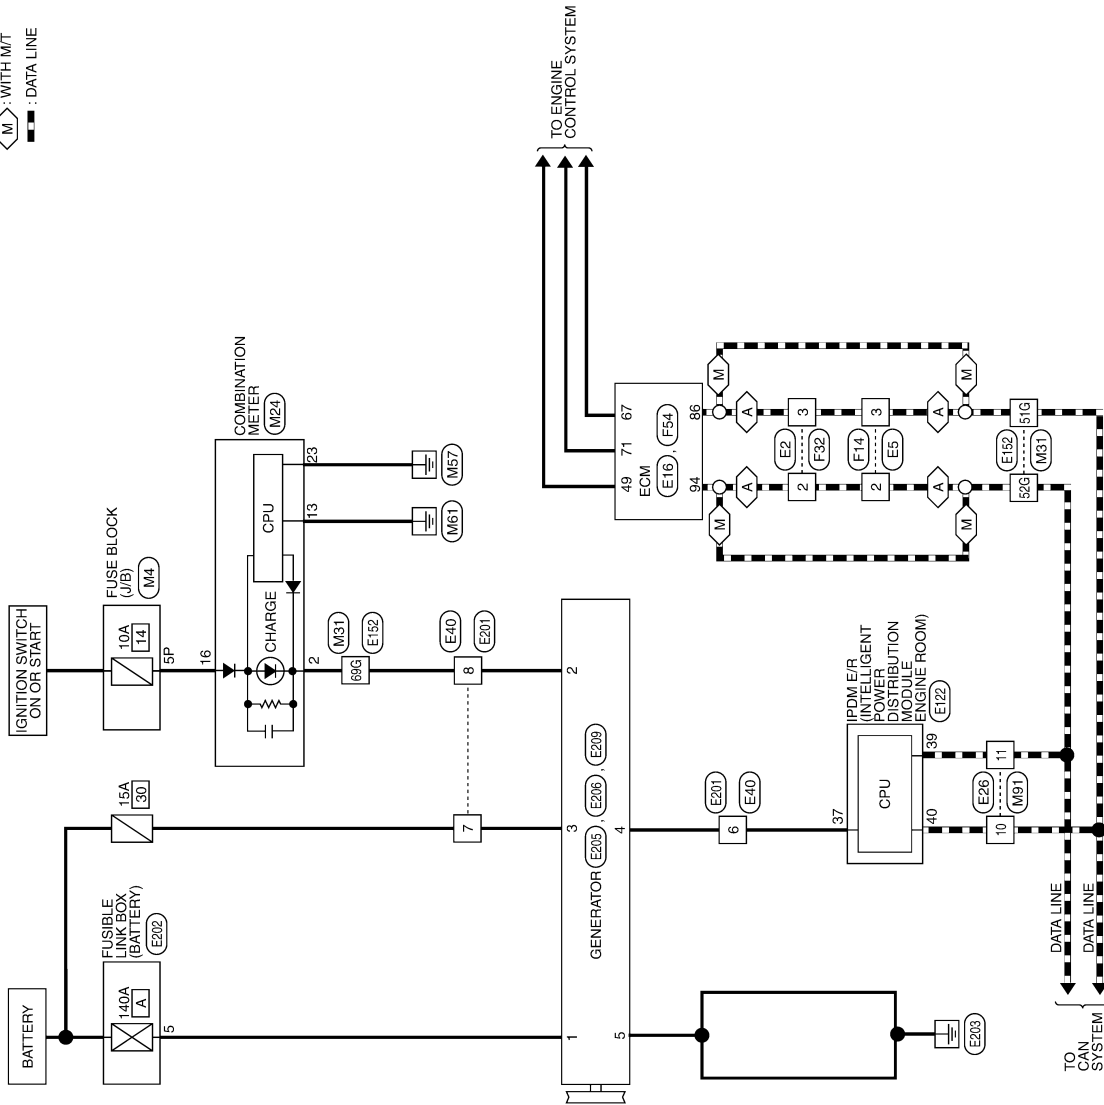 M : WITH M/T
: DATA LINE
BATTERY
FUSIBLE
LINK BOX
(BATTERY)
E202
140A
A
5
15A
30
IGNITION SWITCH
ON OR START
FUSE BLOCK
(J/B)
M4
10A
14
5P
COMBINATION
METER
M24
16
CHARGE
CPU
2
13
23
M61
M57
69G
M31
E152
7
8
E40
E201
1
3
2
GENERATOR E205 , E206 , E209
5
4
E203
6
E201
E40
IPDM E/R
(INTELLIGENT
POWER
DISTRIBUTION
MODULE
ENGINE ROOM)
E122
37
CPU
40
39
10
11
E26
M91
TO ENGINE
CONTROL SYSTEM
49
71
67
ECM
E16 , F54
94
86
M
M
A
A
2
3
E2
F32
2
3
F14
E5
A
A
M
M
52G
51G
E152
M31
DATA LINE
DATA LINE
TO
CAN
SYSTEM